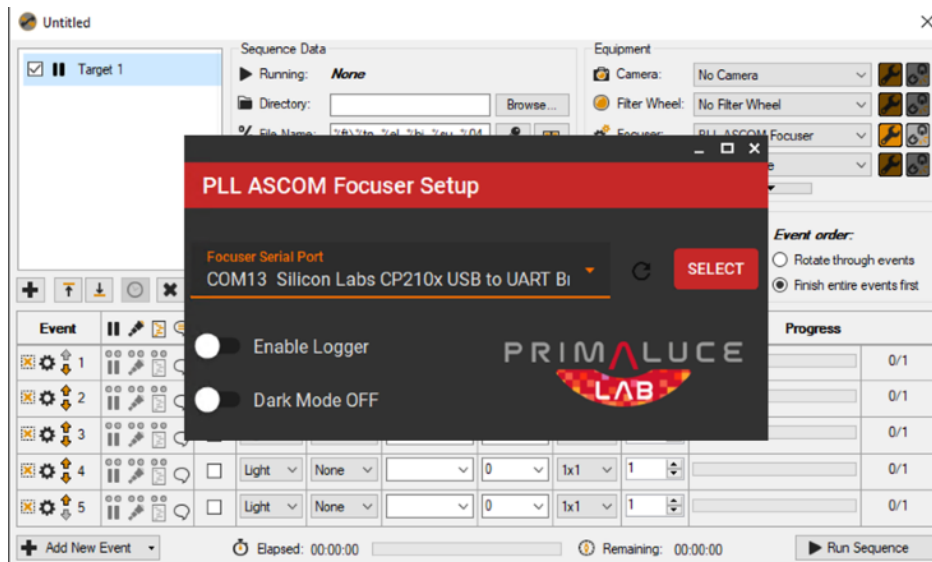 Untitled
Target 1
Sequence Data
Running: None
Directory: Browse...
File Name:
Equipment
Camera: No Camera
Filter Wheel: No Filter Wheel
Focuser: PLL ASCOM Focuser
PLL ASCOM Focuser Setup
Focuser Serial Port
COM13 Silicon Labs CP210x USB to UART
SELECT
Enable Logger
Dark Mode OFF
PRIMALUCE
LAB
Event order:
Rotate through events
Finish entire events first
Event Progress
1 0/1
2 0/1
3 0/1
4 Light None 0 1x1 1 0/1
5 Light None 0 1x1 1 0/1
Add New Event Elapsed: 00:00:00 Remaining: 00:00:00 Run Sequence